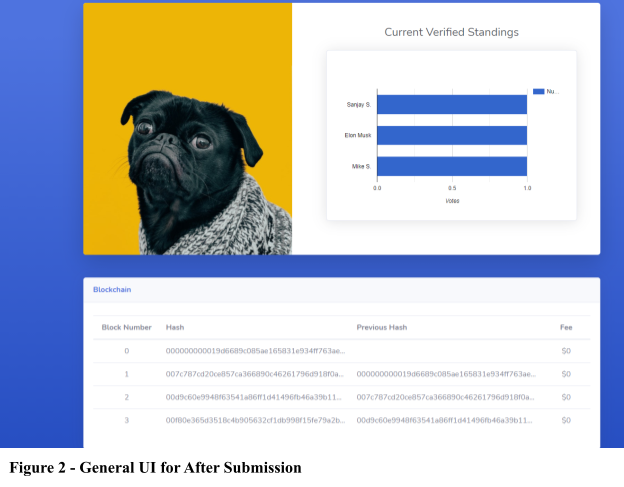 Current Verified Standings
Nu...
Sanjay S.
Elon Musk
Mike S.
0.0 0.5 1.0
Votes
Blockchain
Block Number Hash Previous Hash Fee
0 000000000019d6689c085ae165831e934ff763ae... $0
1 007c787cd20ce857ca366890c46261796d918f0a... 000000000019d6689c085ae165831e934ff763ae... $0
2 00d9c60e9948f63541a86ff1d41496fb46a39b11... 007c787cd20ce857ca366890c46261796d918f0a... $0
3 00f80e365d3518c4b905632cf1db998f15fe79a2b... 00d9c60e9948f63541a86ff1d41496fb46a39b11... $0
Figure 2 - General UI for After Submission